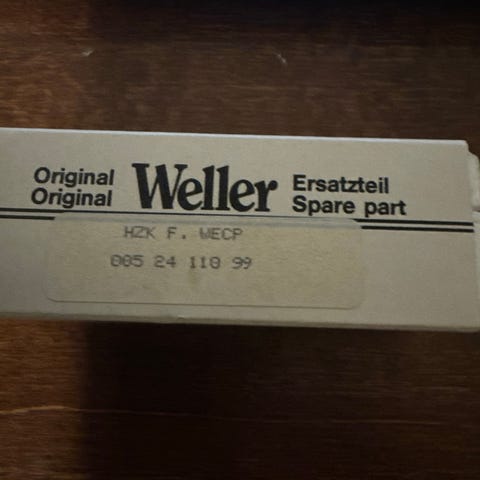 Original Weller Ersatzteil
Original Spare part
HZK F. WECP
005 24 110 99